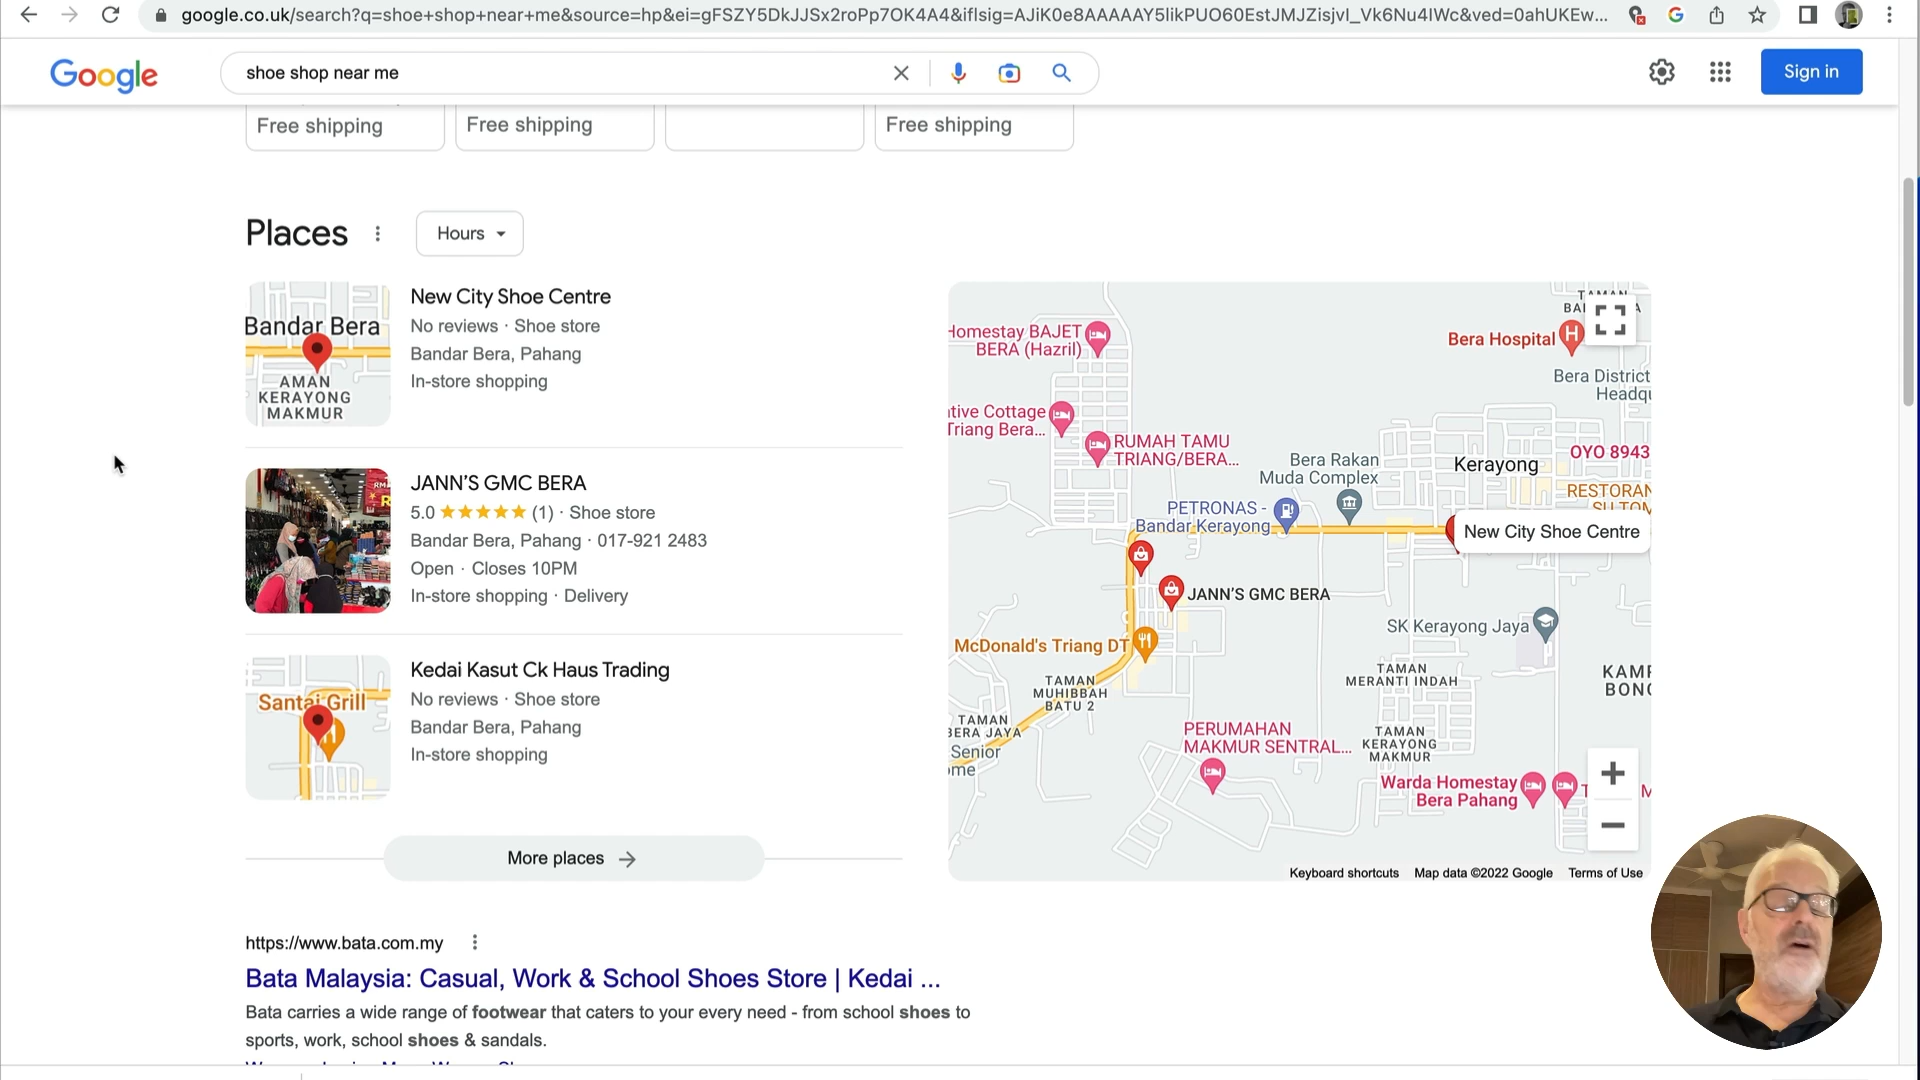 google.co.uk/search?q=shoe+shop+near+me&source=hp&ei=gFSZY5DkJJSx2roPp7OK4A4&iflsig=AJiK0e8AAAAAY5likPUO60EstJMJZisjvI_Vk6Nu4IWc&ved=0ahUKEw...
Google
shoe shop near me
Sign in
Free shipping
Free shipping
Free shipping
Places
Hours
Bandar Bera
AMAN
KERAYONG
MAKMUR
New City Shoe Centre
No reviews · Shoe store
Bandar Bera, Pahang
In-store shopping
JANN'S GMC BERA
5.0 ★★★★★ (1) · Shoe store
Bandar Bera, Pahang · 017-921 2483
Open · Closes 10PM
In-store shopping · Delivery
Santai Grill
Kedai Kasut Ck Haus Trading
No reviews · Shoe store
Bandar Bera, Pahang
In-store shopping
More places
https://www.bata.com.my
Bata Malaysia: Casual, Work & School Shoes Store | Kedai ...
Bata carries a wide range of footwear that caters to your every need - from school shoes to
sports, work, school shoes & sandals.
Homestay BAJET
BERA (Hazril)
Bera Hospital
H
Bera District
Headqu
tive Cottage
Triang Bera...
RUMAH TAMU
TRIANG/BERA...
Bera Rakan
Muda Complex
Kerayong
OYO 8943
RESTORAN
PETRONAS -
Bandar Kerayong
New City Shoe Centre
JANN'S GMC BERA
SK Kerayong Jaya
McDonald's Triang DT
TAMAN
MUHIBBAH
BATU 2
TAMAN
MERANTI INDAH
KAMP
BONG
TAMAN
BERA JAYA
Senior
ome
PERUMAHAN
MAKMUR SENTRAL...
TAMAN
KERAYONG
MAKMUR
Warda Homestay
Bera Pahang
Keyboard shortcuts
Map data ©2022 Google
Terms of Use